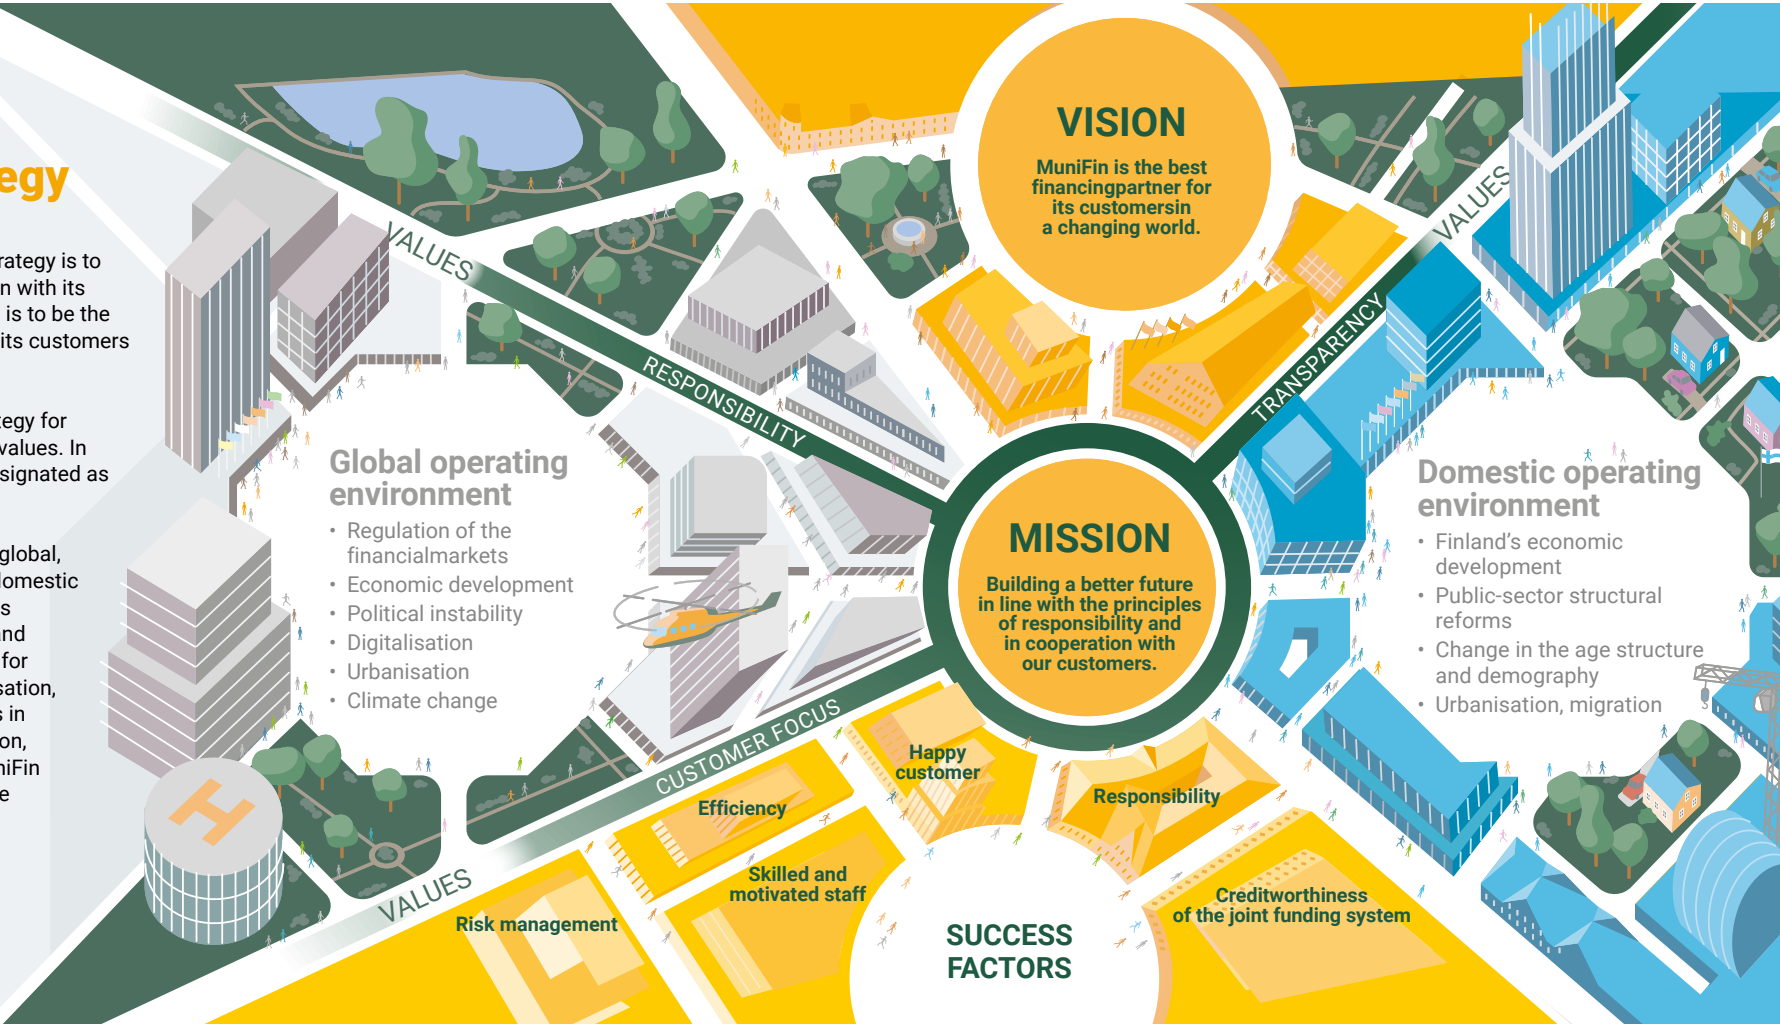 egy
rategy is to
n with its
is to be the
its customers
tegy for
values. In
signated as
global,
domestic
s
and
for
sation,
s in
on,
niFin
e
VISION
MuniFin is the best
financingpartner for
its customersin
a changing world.
VALUES
VALUES
RESPONSIBILITY
TRANSPARENCY
Global operating
environment
• Regulation of the
financialmarkets
• Economic development
• Political instability
• Digitalisation
• Urbanisation
• Climate change
MISSION
Building a better future
in line with the principles
of responsibility and
in cooperation with
our customers.
Domestic operating
environment
• Finland's economic
development
• Public-sector structural
reforms
• Change in the age structure
and demography
• Urbanisation, migration
CUSTOMER FOCUS
VALUES
H
Happy
customer
Efficiency
Responsibility
Skilled and
motivated staff
Risk management
Creditworthiness
of the joint funding system
SUCCESS
FACTORS